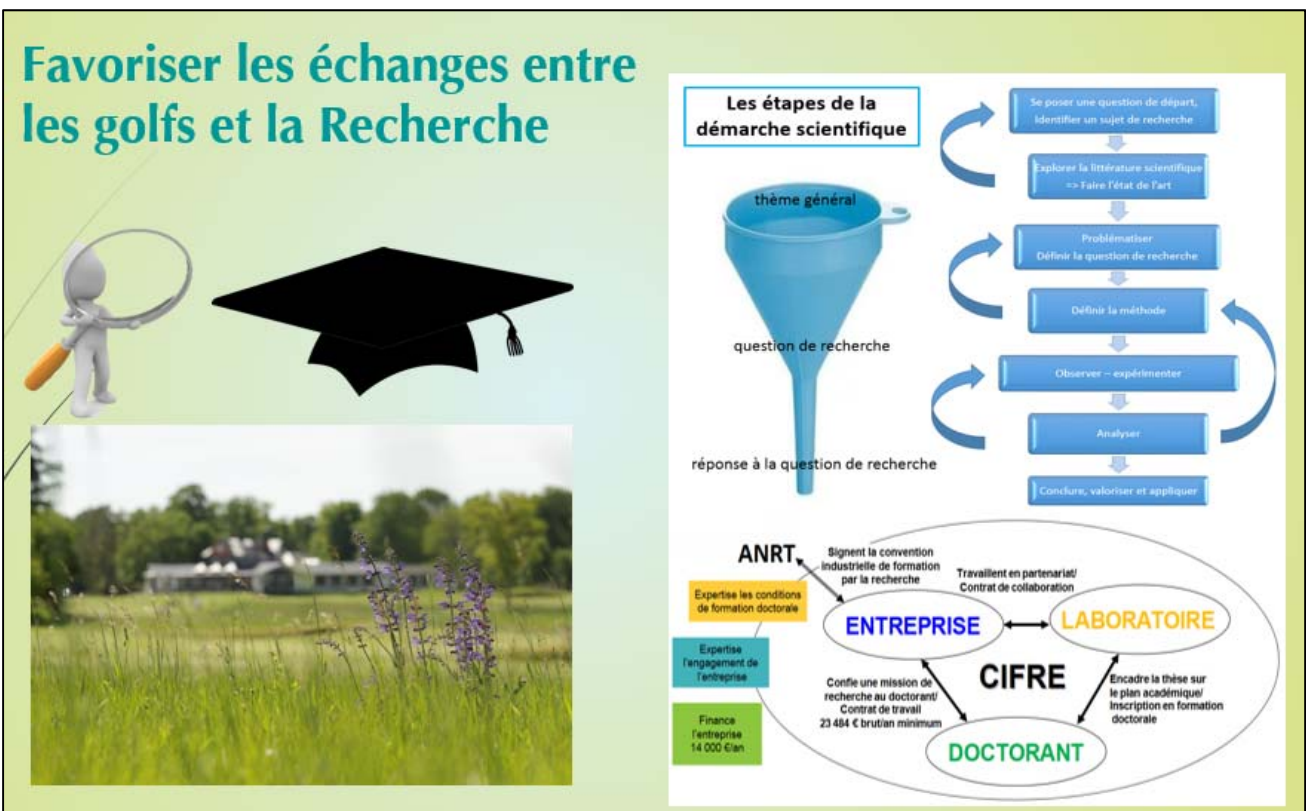 Favoriser les échanges entre
les golfs et la Recherche
Les étapes de la
démarche scientifique
thème général
question de recherche
réponse à la question de recherche
Se poser une question de départ,
Identifier un sujet de recherche
Explorer la littérature scientifique
=> Faire l'état de l'art
Problématiser
Définir la question de recherche
Définir la méthode
Observer – expérimenter
Analyser
Conclure, valoriser et appliquer
ANRT
Signent la convention
industrielle de formation
par la recherche
Travaillent en partenariat/
Contrat de collaboration
Expertise les conditions
de formation doctorale
ENTREPRISE
LABORATOIRE
Expertise
l'engagement de
l'entreprise
CIFRE
Confie une mission de
recherche au doctorant/
Contrat de travail
23 484 € brut/an minimum
Encadre la thèse sur
le plan académique/
Inscription en formation
doctorale
Finance
l'entreprise
14 000 €/an
DOCTORANT